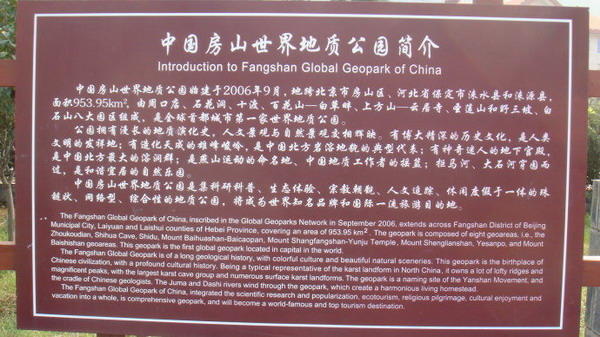 中国房山世界地质公园简介
Introduction to Fangshan Global Geopark of China
中国房山世界地质公园始建于2006年9月，地跨北京市房山区、河北省保定市涞水县和涞源县，
面积953.95km²，由周口店、石花洞、十渡、百花山—白草畔、上方山—云居寺、圣莲山和野三坡、白
石山八大园区组成，是全球首都城市第一家世界地质公园。
公园拥有漫长的地质演化史，人文景观与自然景观交相辉映。有博大精深的历史文化，是人类
文明的发祥地；有造化天成的雄峰峻岭，是中国北方岩溶地貌的典型代表；有神奇迷人的地下宫殿，
是中国北方最大的溶洞群；是燕山运动的命名地、中国地质工作者的摇篮；拒马河、大石河穿园而
过，是和谐宜居的自然乐园。
中国房山世界地质公园是集科研科普、生态体验、宗教朝觐、人文追踪、休闲度假于一体的珠
链状、网络型、综合性的地质公园，将成为世界知名品牌和国际一流旅游目的地。
The Fangshan Global Geopark of China, inscribed in the Global Geoparks Network in September 2006, extends across Fangshan District of Beijing
Municipal City, Laiyuan and Laishui counties of Hebei Province, covering an area of 953.95 km². The geopark is composed of eight geoareas, i.e., the
Zhoukoudian, Shihua Cave, Shidu, Mount Baihuashan-Baicaopan, Mount Shangfangshan-Yunju Temple, Mount Shenglianshan, Yesanpo, and Mount
Baishishan geoareas. This geopark is the first geopark located in capital in the world.
The Fangshan Global Geopark is of a long geological history, with colorful culture and beautiful natural sceneries. This geopark is the birthplace of
Chinese civilization, with a profound cultural history. Being a typical representative of the karst landform in North China, it owns a lot of lofty ridges and
magnificent peaks, with the largest karst cave group and numerous surface karst landforms. The geopark is a naming site of the Yanshan Movement, and
the cradle of Chinese geologists. The Juma and Dashi rivers wind through the geopark, which create a harmonious living homestead.
The Fangshan Global Geopark of China, integrated the scientific research and popularization, ecotourism, religious pilgrimage, cultural enjoyment and
vacation into a whole, is comprehensive geopark, and will become a world-famous and top tourism destination.